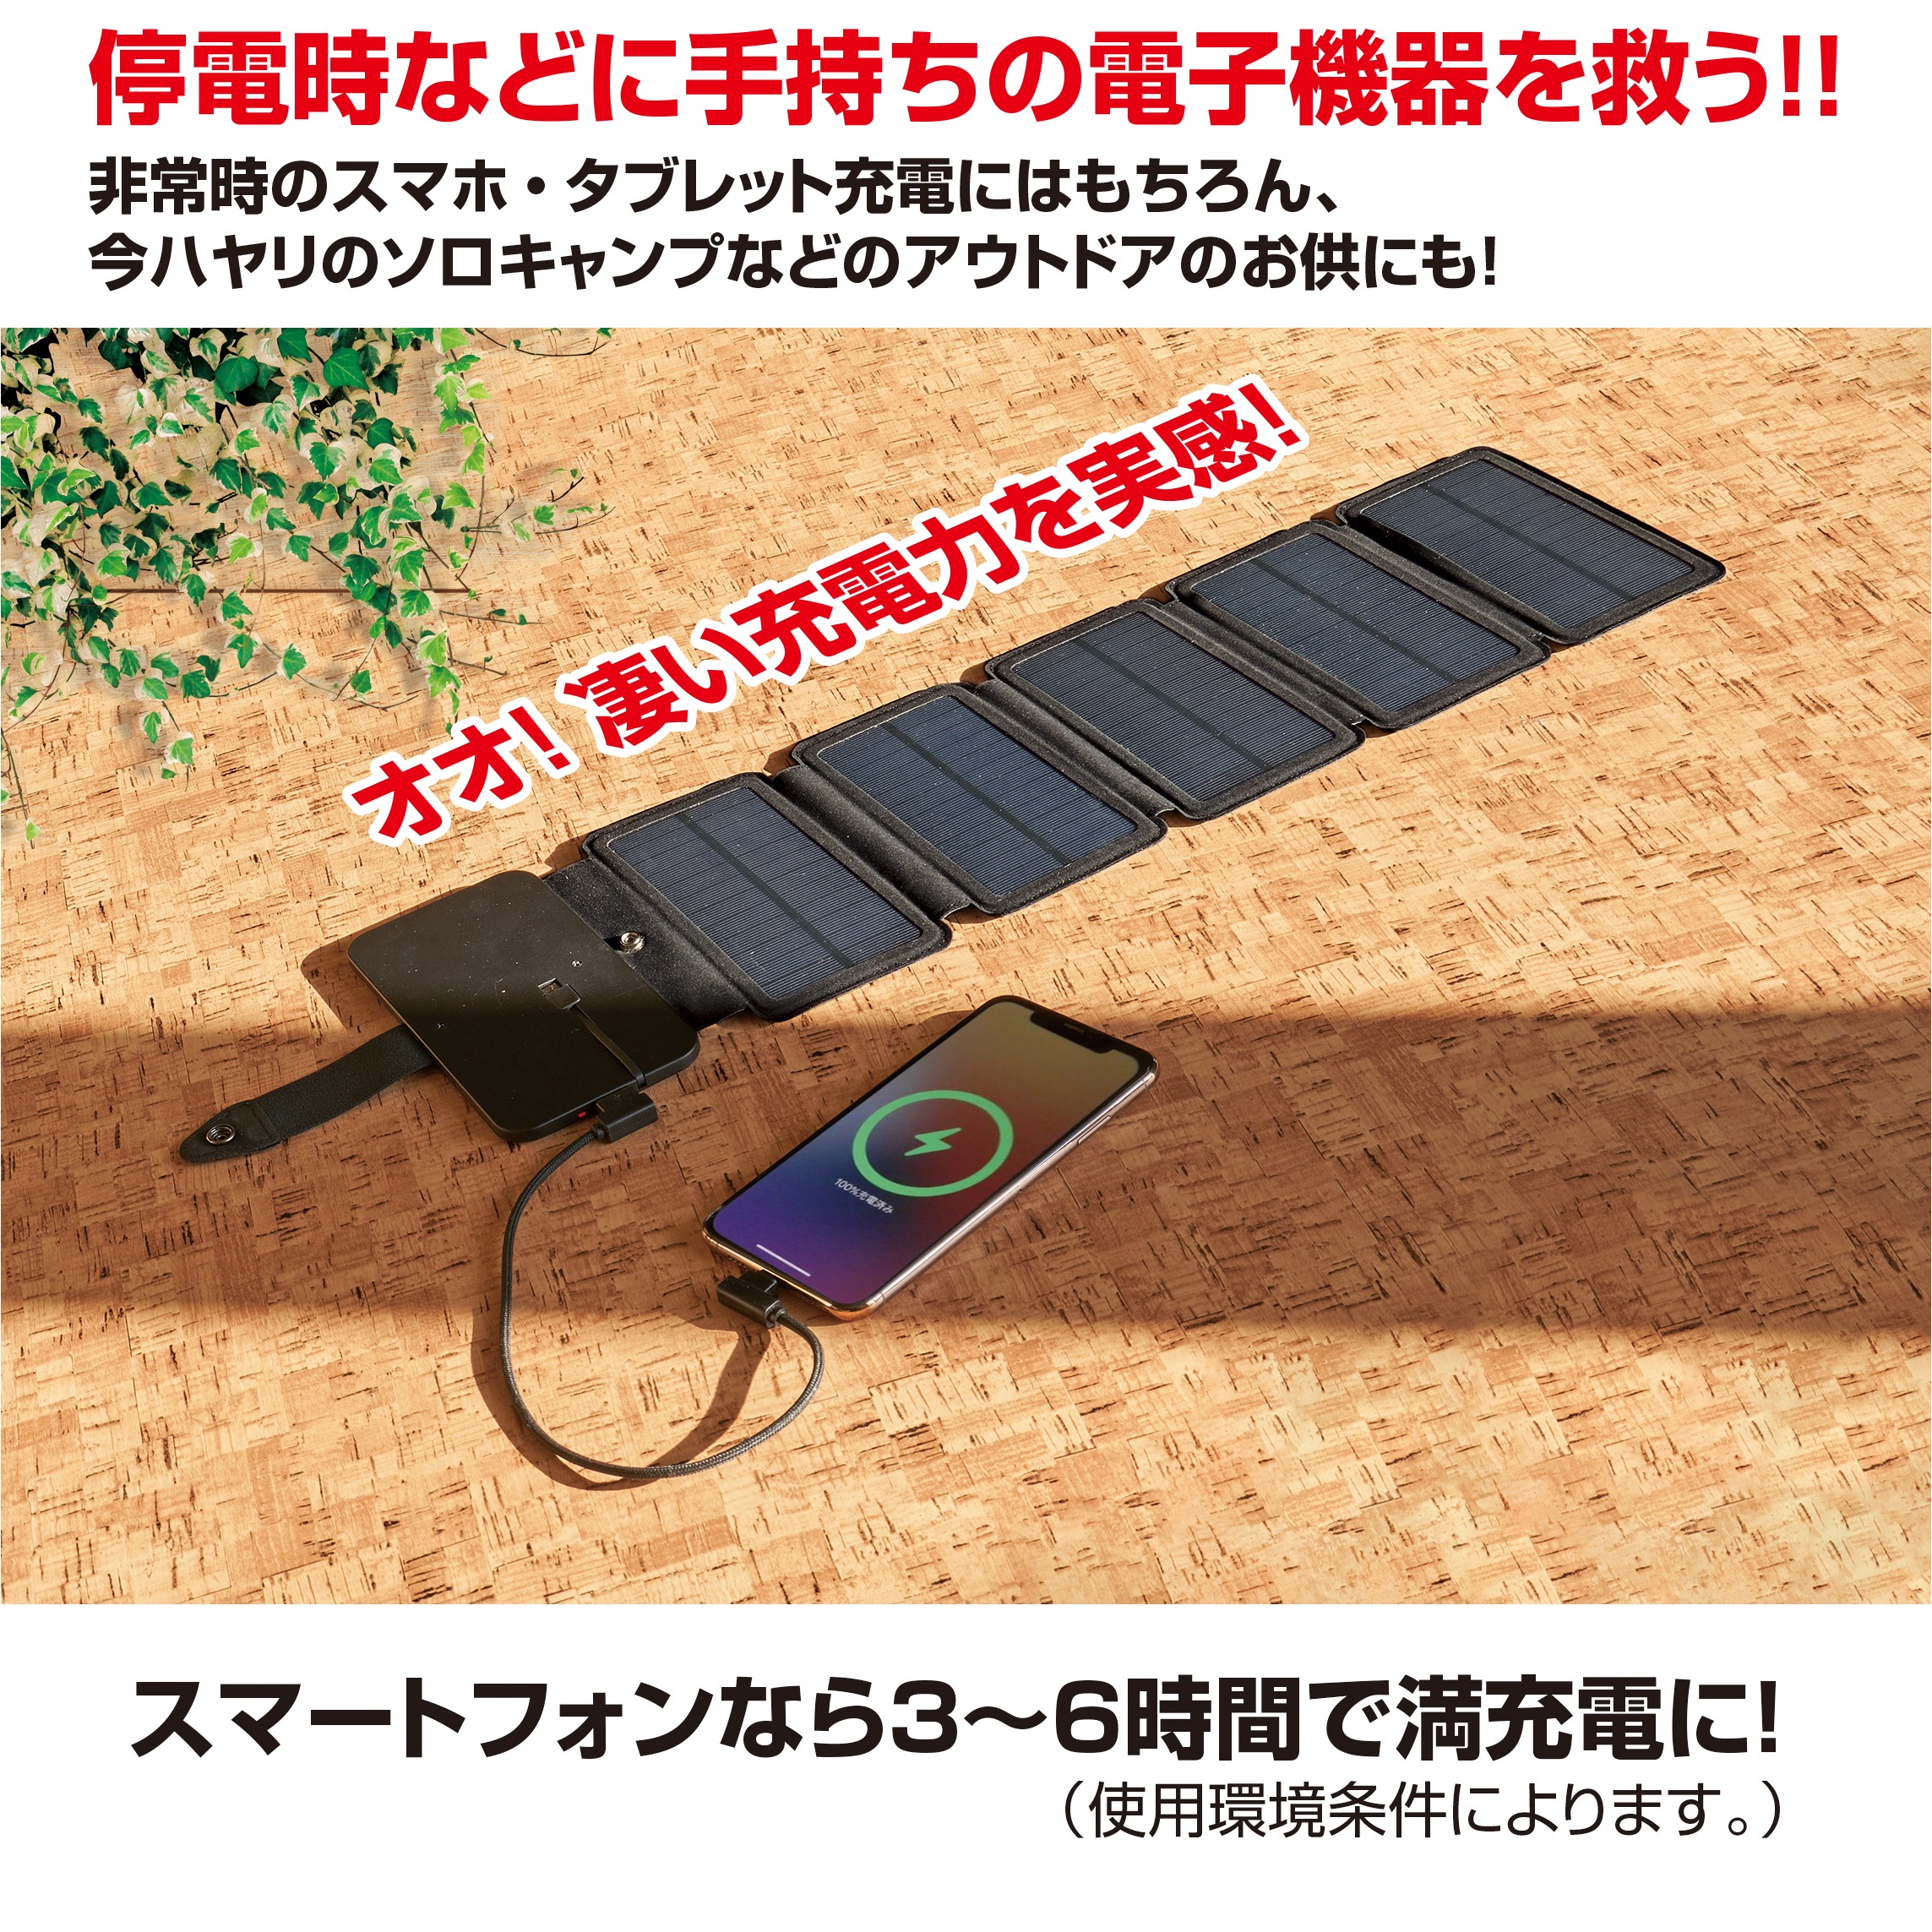 停電時などに手持ちの電子機器を救う!!
非常時のスマホ・タブレット充電にはもちろん、
今ハヤリのソロキャンプなどのアウトドアのお供にも!
オオ! 凄い充電力を実感!
100%充電済み
スマートフォンなら3〜6時間で満充電に!
（使用環境条件によります。）